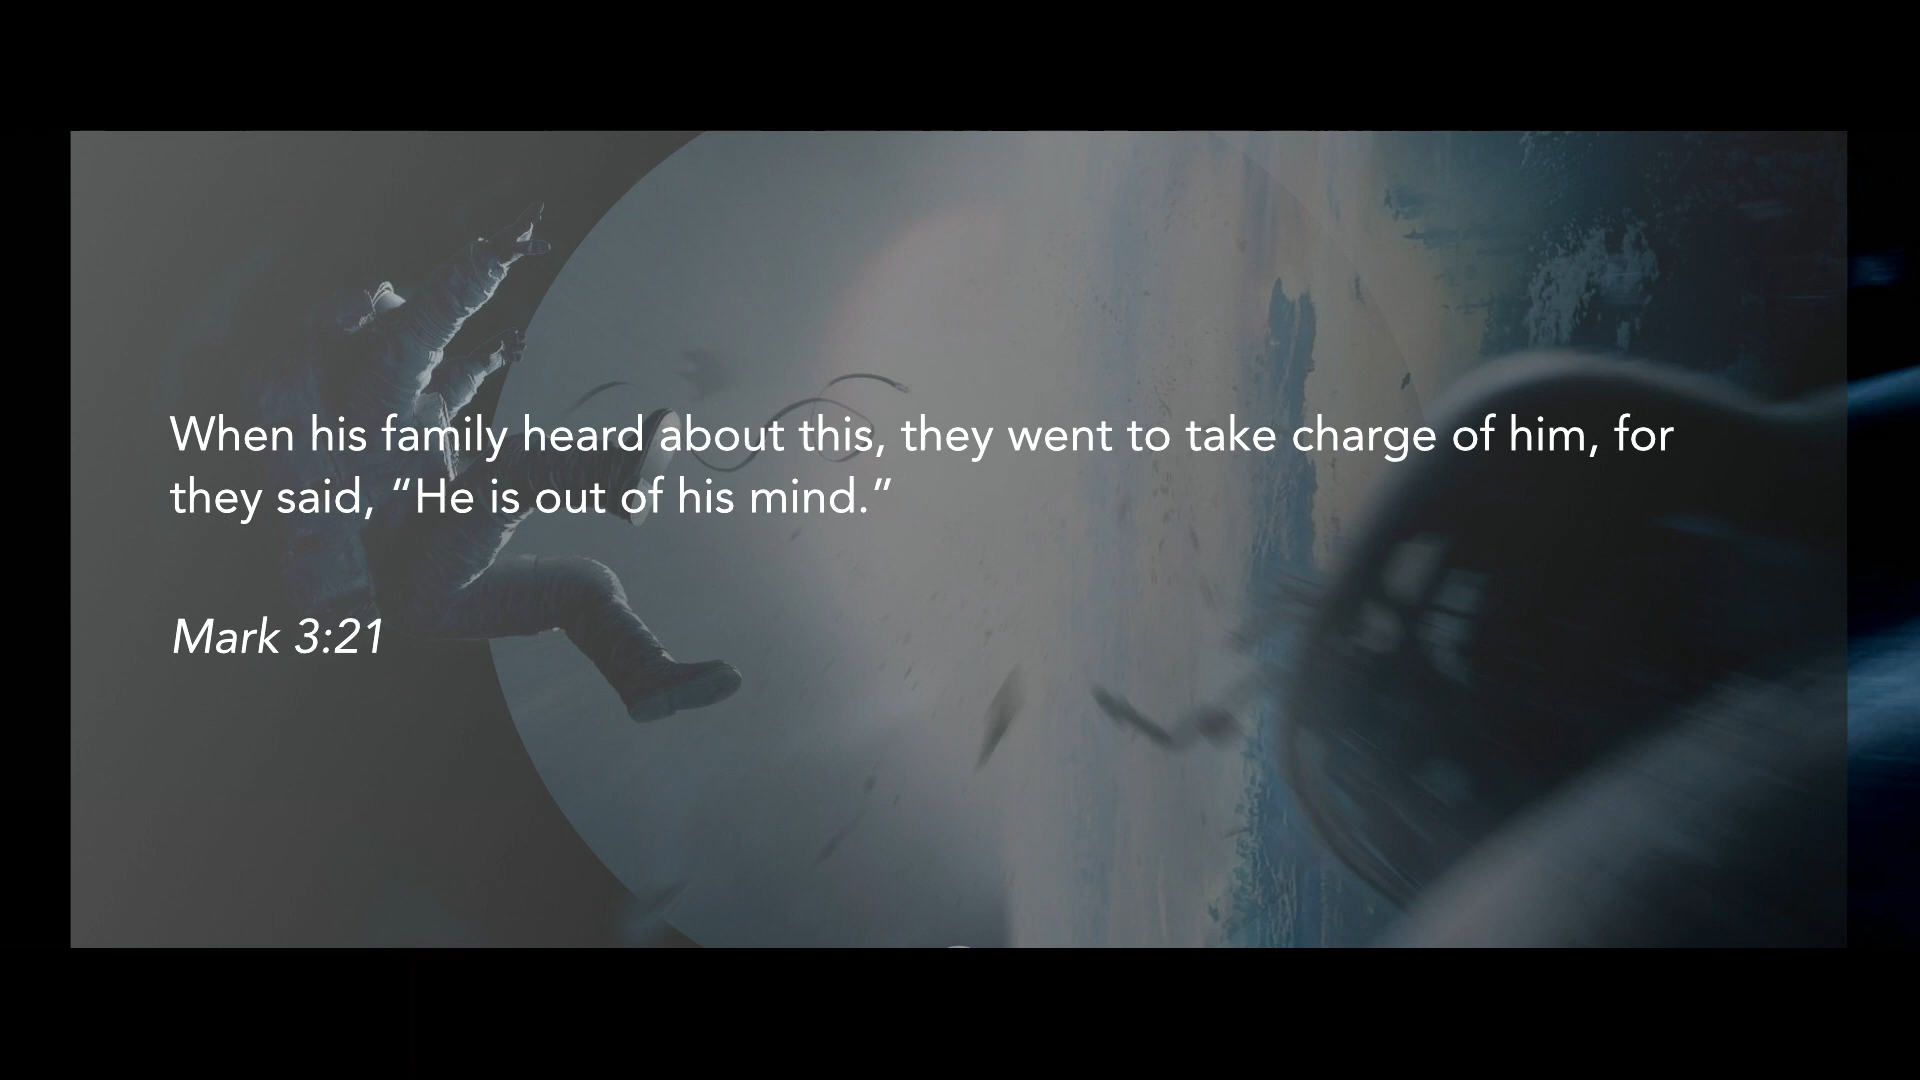 When his family heard about this, they went to take charge of him, for
they said, “He is out of his mind.”
Mark 3:21